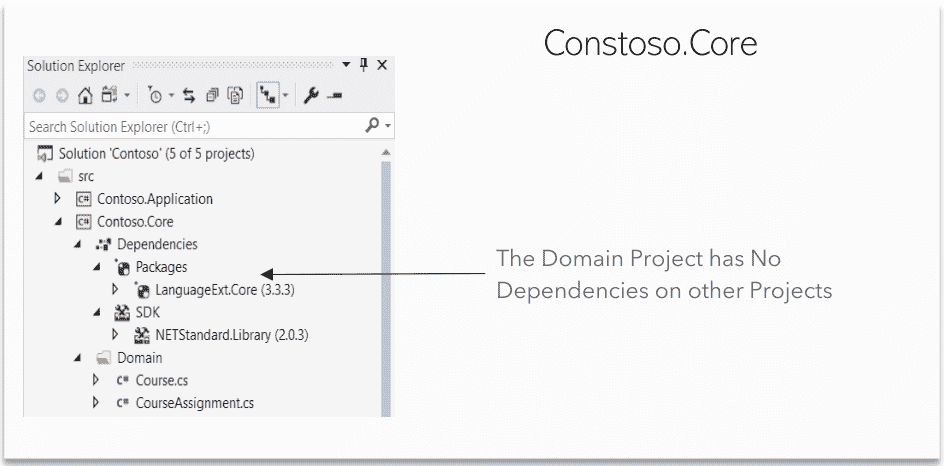 Constoso.Core
Solution Explorer
Search Solution Explorer (Ctrl+;)
Solution 'Contoso' (5 of 5 projects)
src
C# Contoso.Application
C# Contoso.Core
Dependencies
Packages
LanguageExt.Core (3.3.3)
SDK
NETStandard.Library (2.0.3)
Domain
C# Course.cs
C# CourseAssignment.cs
The Domain Project has No
Dependencies on other Projects